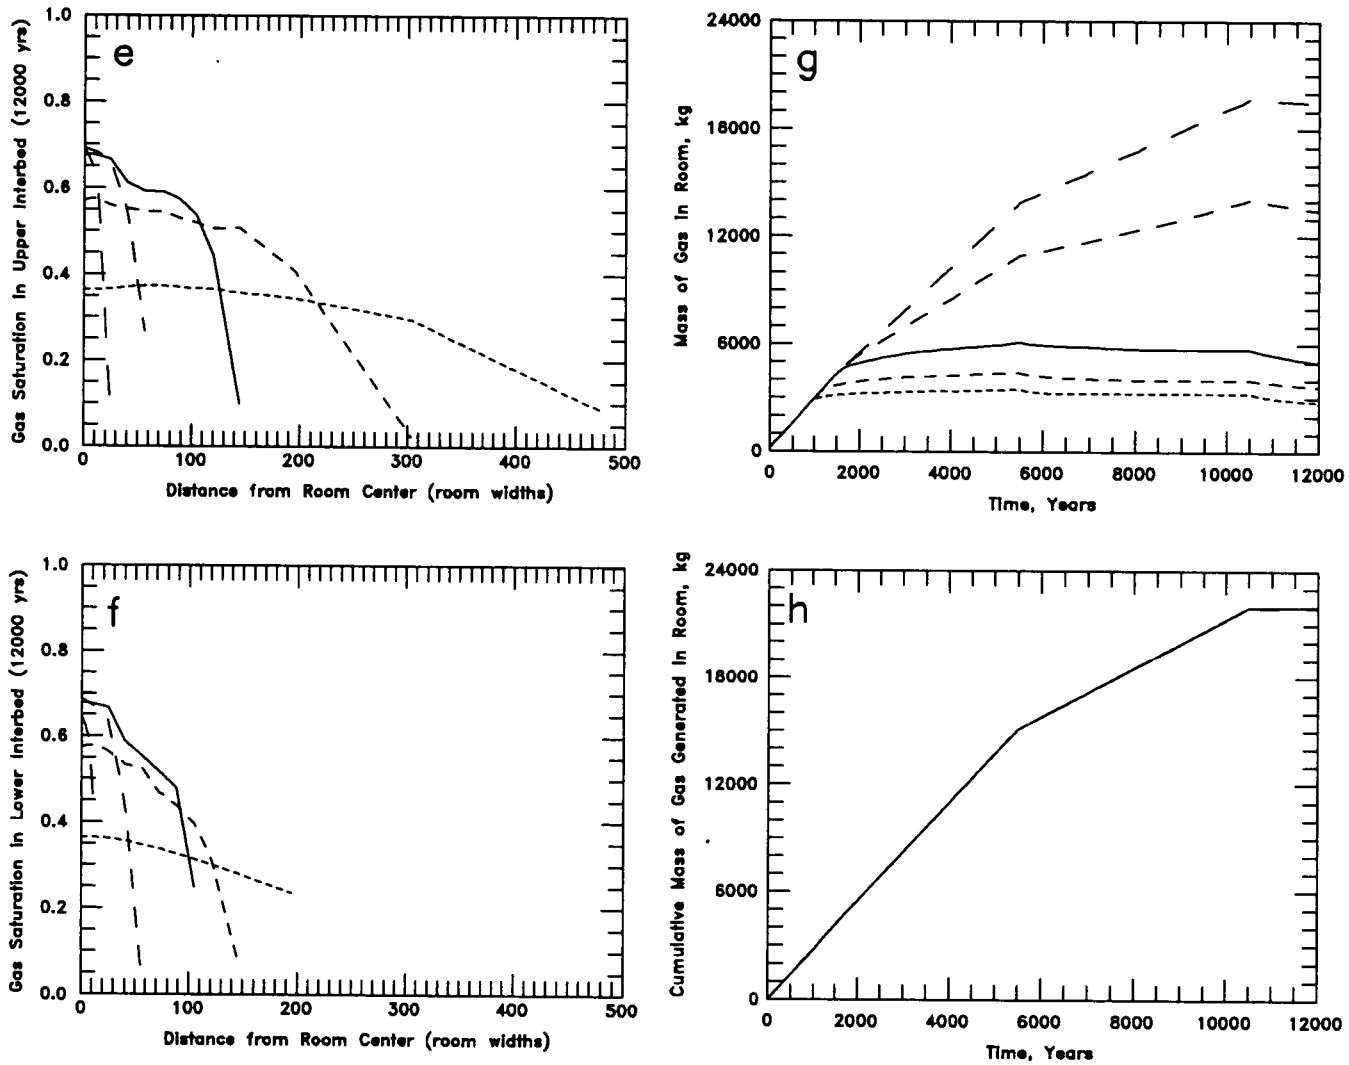 e
Gas Saturation in Upper Interbed (12000 yrs)
1.0
0.8
0.6
0.4
0.2
0.0
0 100 200 300 400 500
Distance from Room Center (room widths)
g
Mass of Gas in Room, kg
24000
18000
12000
6000
0
0 2000 4000 6000 8000 10000 12000
Time, Years
f
Gas Saturation in Lower Interbed (12000 yrs)
1.0
0.8
0.6
0.4
0.2
0.0
0 100 200 300 400 500
Distance from Room Center (room widths)
h
Cumulative Mass of Gas Generated in Room, kg
24000
18000
12000
6000
0
0 2000 4000 6000 8000 10000 12000
Time, Years